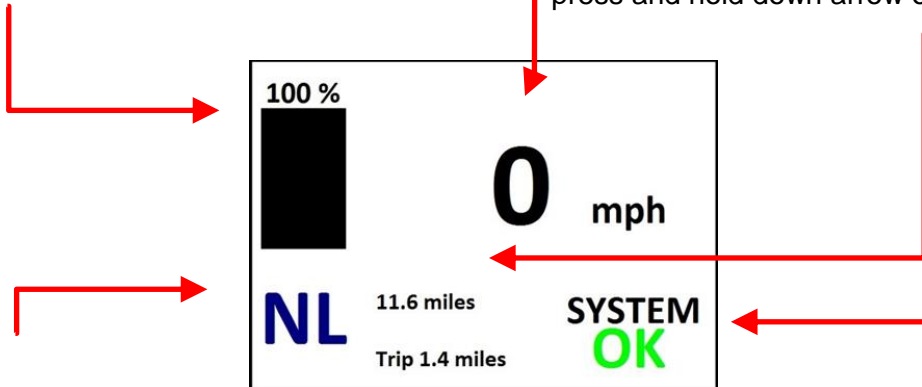 press and hold down arrow
100 %
0 mph
NL
11.6 miles
Trip 1.4 miles
SYSTEM
OK